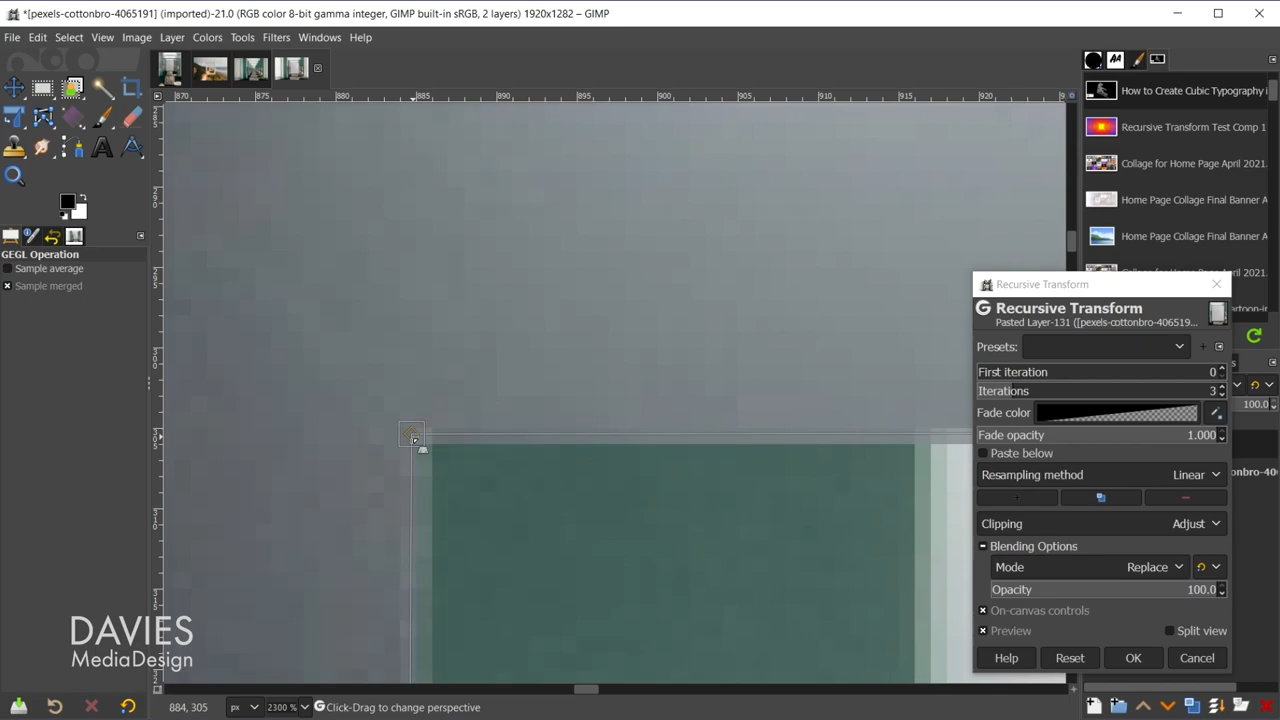 *[pexels-cottonbro-4065191] (imported)-21.0 (RGB color 8-bit gamma integer, GIMP built-in sRGB, 2 layers) 1920x1282 – GIMP
File Edit Select View Image Layer Colors Tools Filters Windows Help
870 875 880 885 890 895 900 905 910 915 920
How to Create Cubic Typography i
Recursive Transform Test Comp 1
Collage for Home Page April 2021.
Home Page Collage Final Banner A
Home Page Collage Final Banner A
GEGL Operation
Sample average
Sample merged
Recursive Transform
Recursive Transform
Pasted Layer-131 ([pexels-cottonbro-406519...
Presets:
First iteration 0
Iterations 3
Fade color
Fade opacity 1.000
Paste below
Resampling method Linear
Clipping Adjust
Blending Options
Mode Replace
Opacity 100.0
On-canvas controls
Preview Split view
Help Reset OK Cancel
100.0
DAVIES
MediaDesign
884, 305 px 2300 % Click-Drag to change perspective